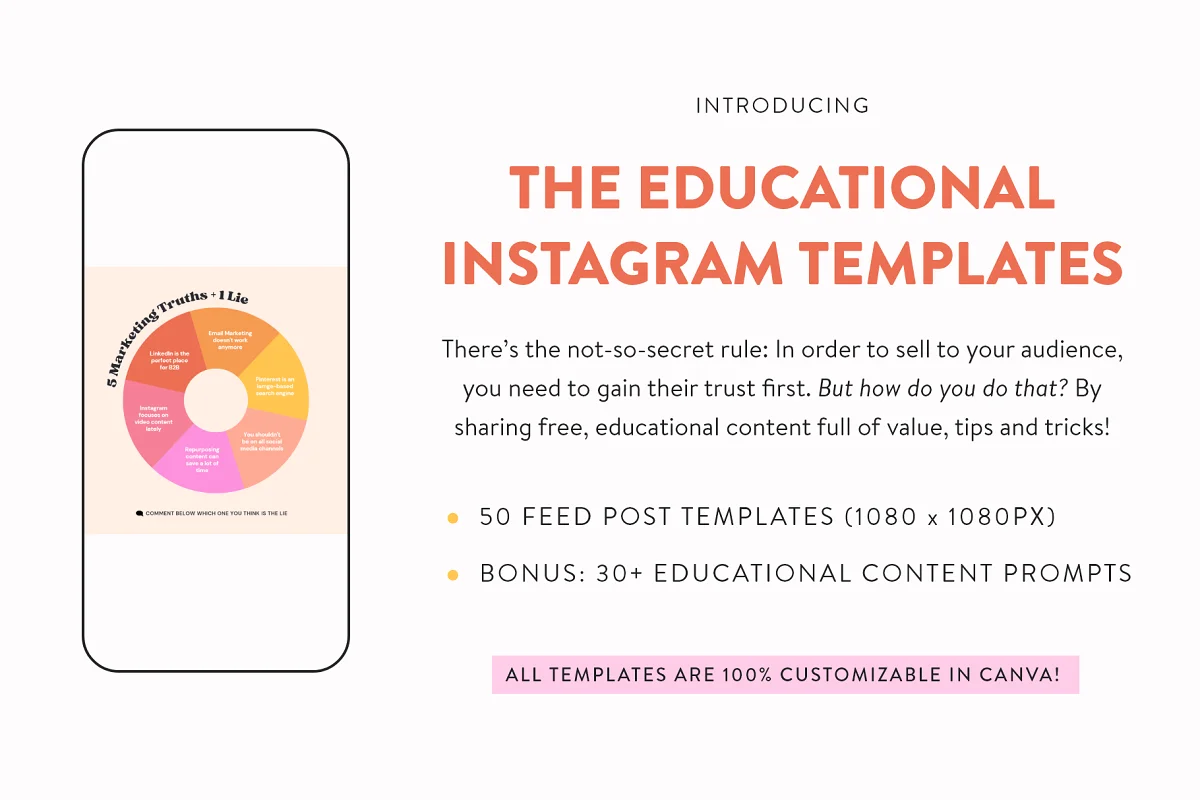 INTRODUCING
THE EDUCATIONAL
INSTAGRAM TEMPLATES
There's the not-so-secret rule: In order to sell to your audience,
you need to gain their trust first. But how do you do that? By
sharing free, educational content full of value, tips and tricks!
50 FEED POST TEMPLATES (1080 x 1080PX)
BONUS: 30+ EDUCATIONAL CONTENT PROMPTS
ALL TEMPLATES ARE 100% CUSTOMIZABLE IN CANVA!
5 Marketing Truths + 1 Lie
Email Marketing
doesn't work
anymore
Pinterest is an
search engine
You shouldn't
be on all social
media channels
Repurposing
content can
save a lot of
time
Instagram
focuses on
video content
lately
LinkedIn is the
perfect place
for B2B
COMMENT BELOW WHICH ONE YOU THINK IS THE LIE